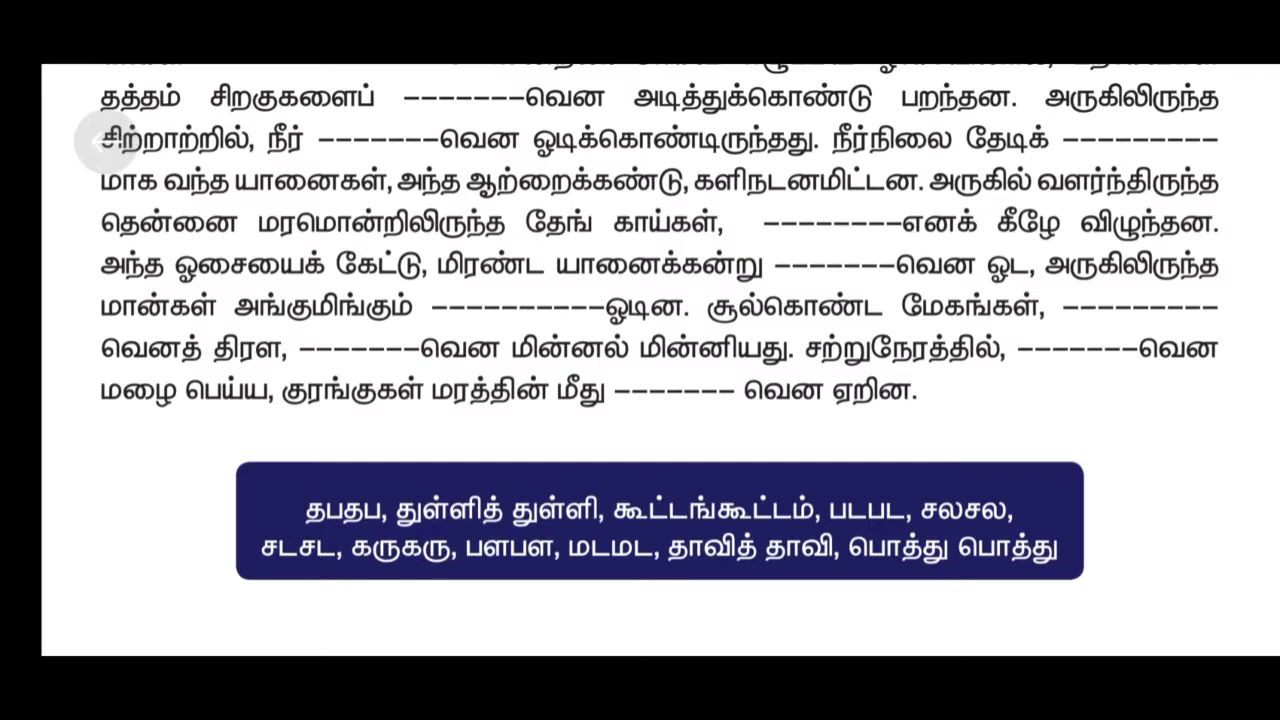 தத்தம் சிறகுகளைப் -------வென அடித்துக்கொண்டு பறந்தன. அருகிலிருந்த
சிற்றாற்றில், நீர் -------வென ஓடிக்கொண்டிருந்தது. நீர்நிலை தேடிக் ---------
மாக வந்த யானைகள், அந்த ஆற்றைக்கண்டு, களிநடனமிட்டன. அருகில் வளர்ந்திருந்த
தென்னை மரமொன்றிலிருந்த தேங் காய்கள், --------எனக் கீழே விழுந்தன.
அந்த ஓசையைக் கேட்டு, மிரண்ட யானைக்கன்று -------வென ஓட, அருகிலிருந்த
மான்கள் அங்குமிங்கும் ----------ஓடின. சூல்கொண்ட மேகங்கள், ---------
வெனத் திரள, -------வென மின்னல் மின்னியது. சற்றுநேரத்தில், -------வென
மழை பெய்ய, குரங்குகள் மரத்தின் மீது ------- வென ஏறின.
தபதப, துள்ளித் துள்ளி, கூட்டங்கூட்டம், படபட, சலசல,
சடசட, கருகரு, பளபள, மடமட, தாவித் தாவி, பொத்து பொத்து